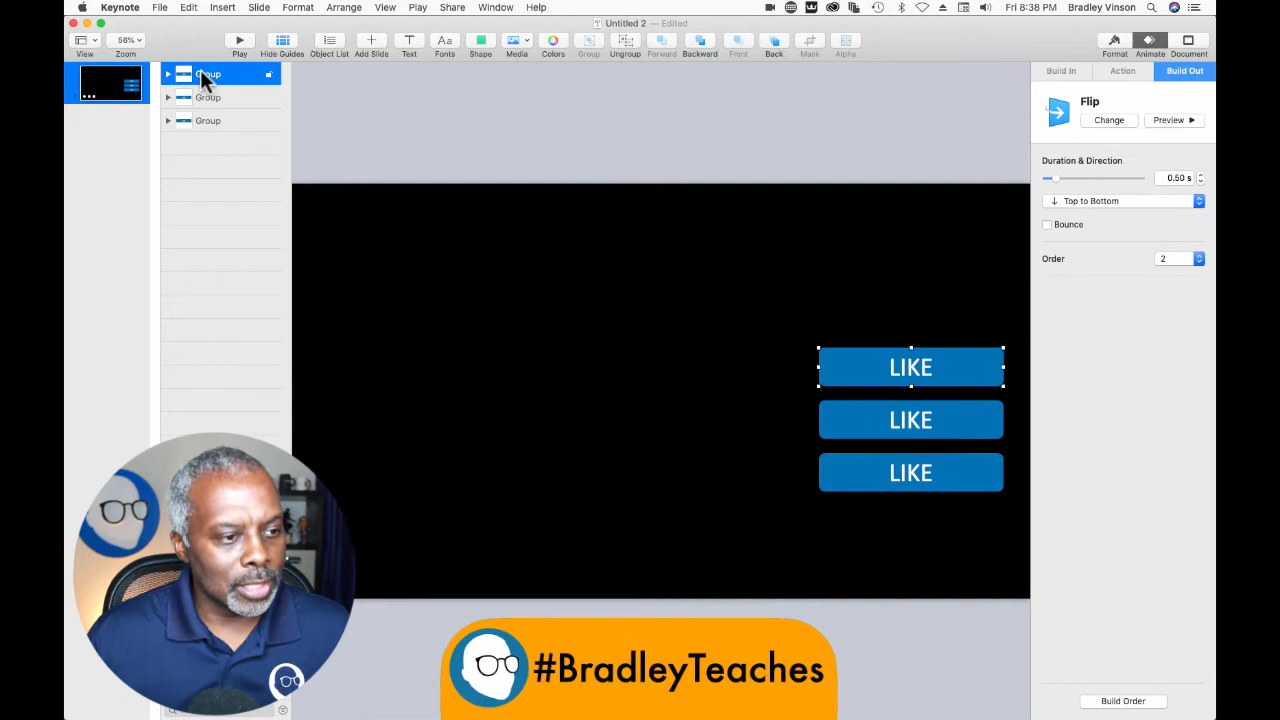 Keynote File Edit Insert Slide Format Arrange View Play Share Window Help Fri 8:38 PM Bradley Vinson
Untitled 2 — Edited
56%
View Zoom Play Hide Guides Object List Add Slide Text Fonts Shape Media Colors Group Ungroup Forward Backward Front Back Mask Alpha Format Animate Document
Group
Group
Group
Build In Action Build Out
Flip
Change Preview
Duration & Direction
0.50 s
Top to Bottom
Bounce
Order 2
LIKE
LIKE
LIKE
#BradleyTeaches
Build Order